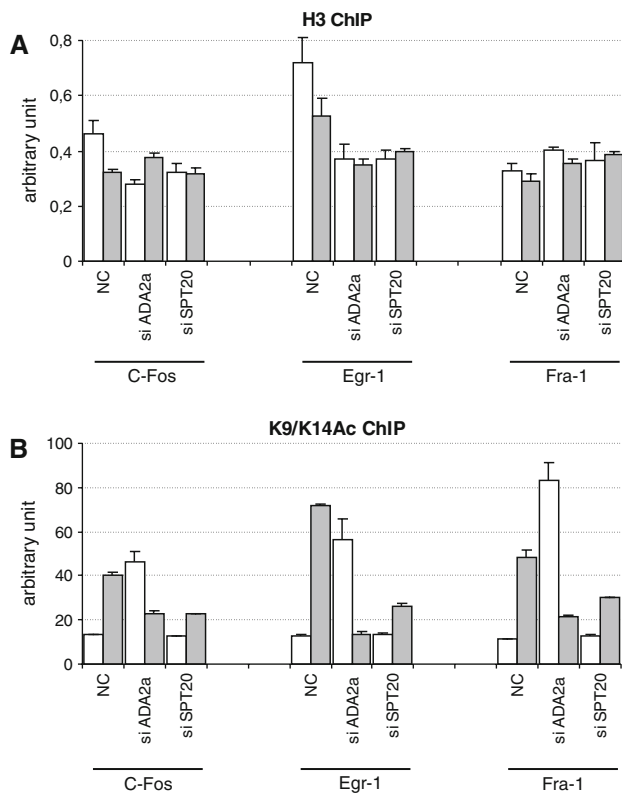 A
H3 ChIP
arbitrary unit
0,8
0,6
0,4
0,2
0
NC
si ADA2a
si SPT20
NC
si ADA2a
si SPT20
NC
si ADA2a
si SPT20
C-Fos
Egr-1
Fra-1
B
K9/K14Ac ChIP
arbitrary unit
100
80
60
40
20
0
NC
si ADA2a
si SPT20
NC
si ADA2a
si SPT20
NC
si ADA2a
si SPT20
C-Fos
Egr-1
Fra-1